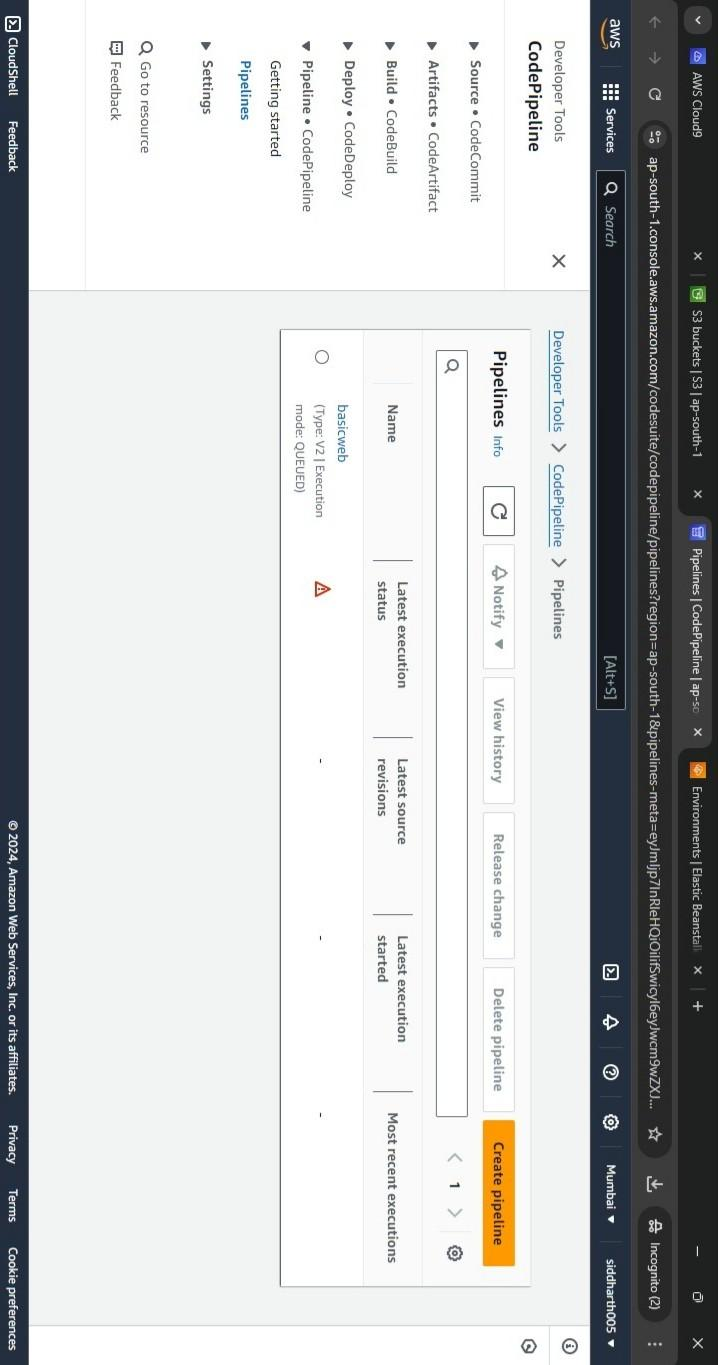 AWS Cloud9
S3 buckets | S3 | ap-south-1
Pipelines | CodePipeline | ap-so
Environments | Elastic Beanstal
ap-south-1.console.aws.amazon.com/codesuite/codepipeline/pipelines?region=ap-south-1&pipelines-meta=eyJmIjp7InRleHQiOiIifSwicyI6eyJwcm9wZXJ...
Incognito (2)
aws
Services
Search
[Alt+S]
Mumbai
siddharth005
Developer Tools
CodePipeline
Source • CodeCommit
Artifacts • CodeArtifact
Build • CodeBuild
Deploy • CodeDeploy
Pipeline • CodePipeline
Getting started
Pipelines
Settings
Go to resource
Feedback
Developer Tools > CodePipeline > Pipelines
Pipelines Info
Notify
View history
Release change
Delete pipeline
Create pipeline
< 1 >
Name
Latest execution
status
Latest source
revisions
Latest execution
started
Most recent executions
basicweb
(Type: V2 | Execution
mode: QUEUED)
-
-
-
CloudShell
Feedback
© 2024, Amazon Web Services, Inc. or its affiliates.
Privacy
Terms
Cookie preferences